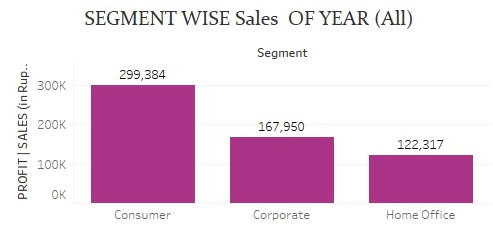 SEGMENT WISE Sales OF YEAR (All)
Segment
PROFIT | SALES (in Rup..
300K
200K
100K
0K
299,384
167,950
122,317
Consumer
Corporate
Home Office